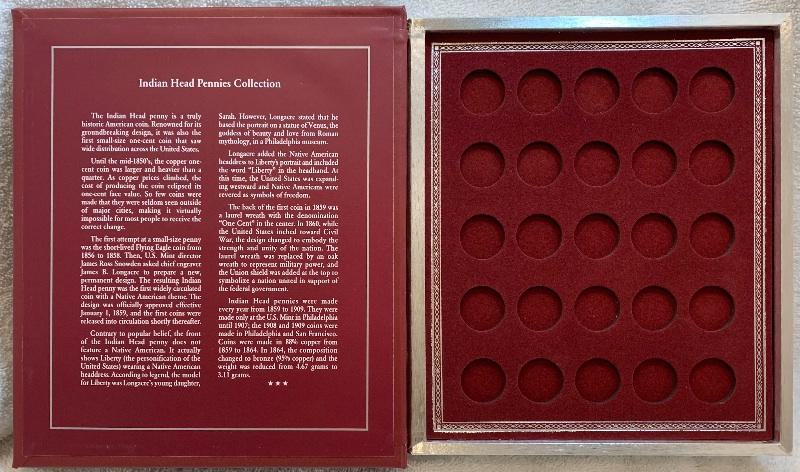 Indian Head Pennies Collection
The Indian Head penny is a truly
historic American coin. Renowned for its
groundbreaking design, it was also the
first small-size one-cent coin that saw
wide distribution across the United States.
Until the mid-1850's, the copper one-
cent coin was larger and heavier than a
quarter. As copper prices climbed, the
cost of producing the coin eclipsed its
one-cent face value. So few coins were
made that they were seldom seen outside
of major cities, making it virtually
impossible for most people to receive the
correct change.
The first attempt at a small-size penny
was the short-lived Flying Eagle coin from
1856 to 1858. Then, U.S. Mint director
James Ross Snowden asked chief engraver
James B. Longacre to prepare a new,
permanent design. The resulting Indian
Head penny was the first widely circulated
coin with a Native American theme. The
design was officially approved effective
January 1, 1859, and the first coins were
released into circulation shortly thereafter.
Contrary to popular belief, the front
of the Indian Head penny does not
feature a Native American. It actually
shows Liberty (the personification of the
United States) wearing a Native American
headdress. According to legend, the model
for Liberty was Longacre's young daughter,
Sarah. However, Longacre stated that he
based the portrait on a statue of Venus, the
goddess of beauty and love from Roman
mythology, in a Philadelphia museum.
Longacre added the Native American
headdress to Liberty's portrait and included
the word "Liberty" in the headband. At
this time, the United States was expand-
ing westward and Native Americans were
revered as symbols of freedom.
The back of the first coin in 1859 was
a laurel wreath with the denomination
"One Cent" in the center. In 1860, while
the United States inched toward Civil
War, the design changed to embody the
strength and unity of the nation. The
laurel wreath was replaced by an oak
wreath to represent military power, and
the Union shield was added at the top to
symbolize a nation united in support of
the federal government.
Indian Head pennies were made
every year from 1859 to 1909. They were
made only at the U.S. Mint in Philadelphia
until 1907; the 1908 and 1909 coins were
made in Philadelphia and San Francisco.
Coins were made in 88% copper from
1859 to 1864. In 1864, the composition
changed to bronze (95% copper) and the
weight was reduced from 4.67 grams to
3.11 grams.
★ ★ ★